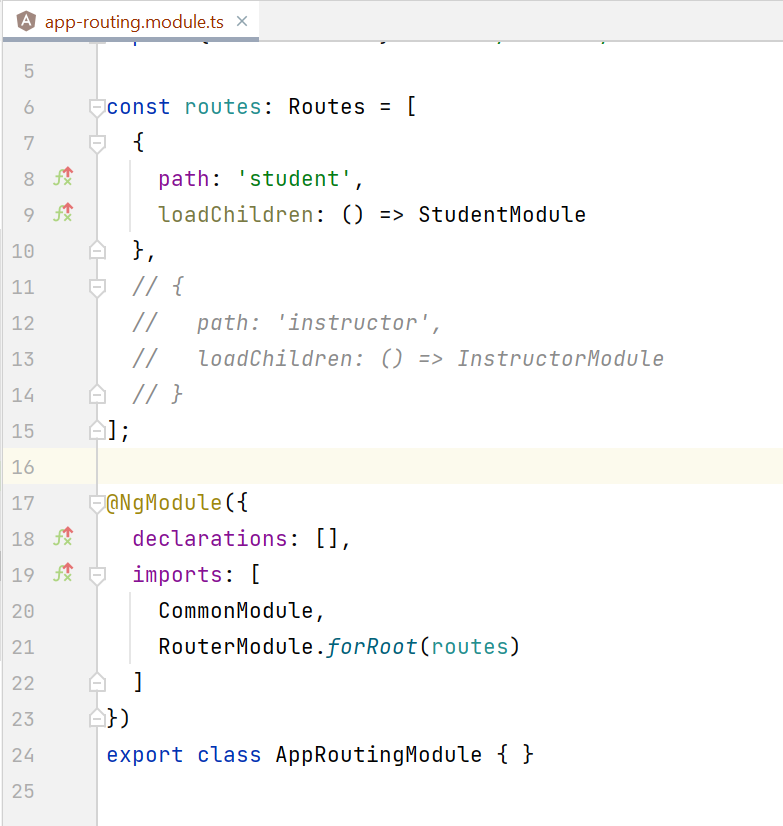 app-routing.module.ts
5
6 const routes: Routes = [
7 {
8 path: 'student',
9 loadChildren: () => StudentModule
10 },
11 // {
12 //   path: 'instructor',
13 //   loadChildren: () => InstructorModule
14 // }
15 ];
16
17 @NgModule({
18 declarations: [],
19 imports: [
20 CommonModule,
21 RouterModule.forRoot(routes)
22 ]
23 })
24 export class AppRoutingModule { }
25